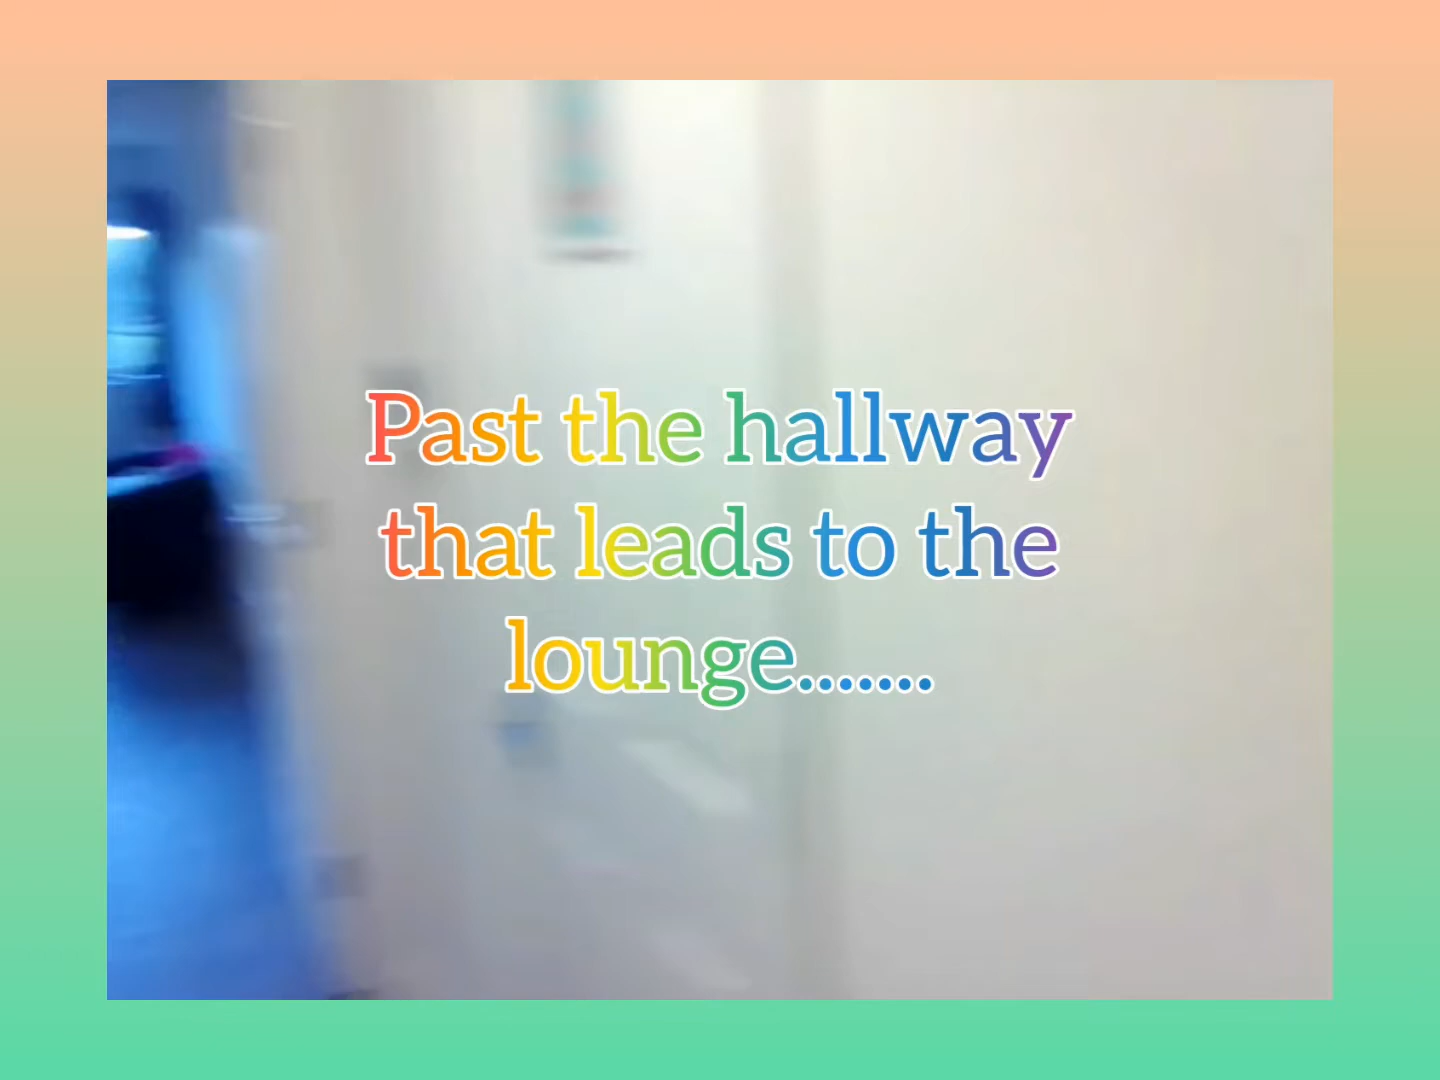 Past the hallway
that leads to the
lounge.......